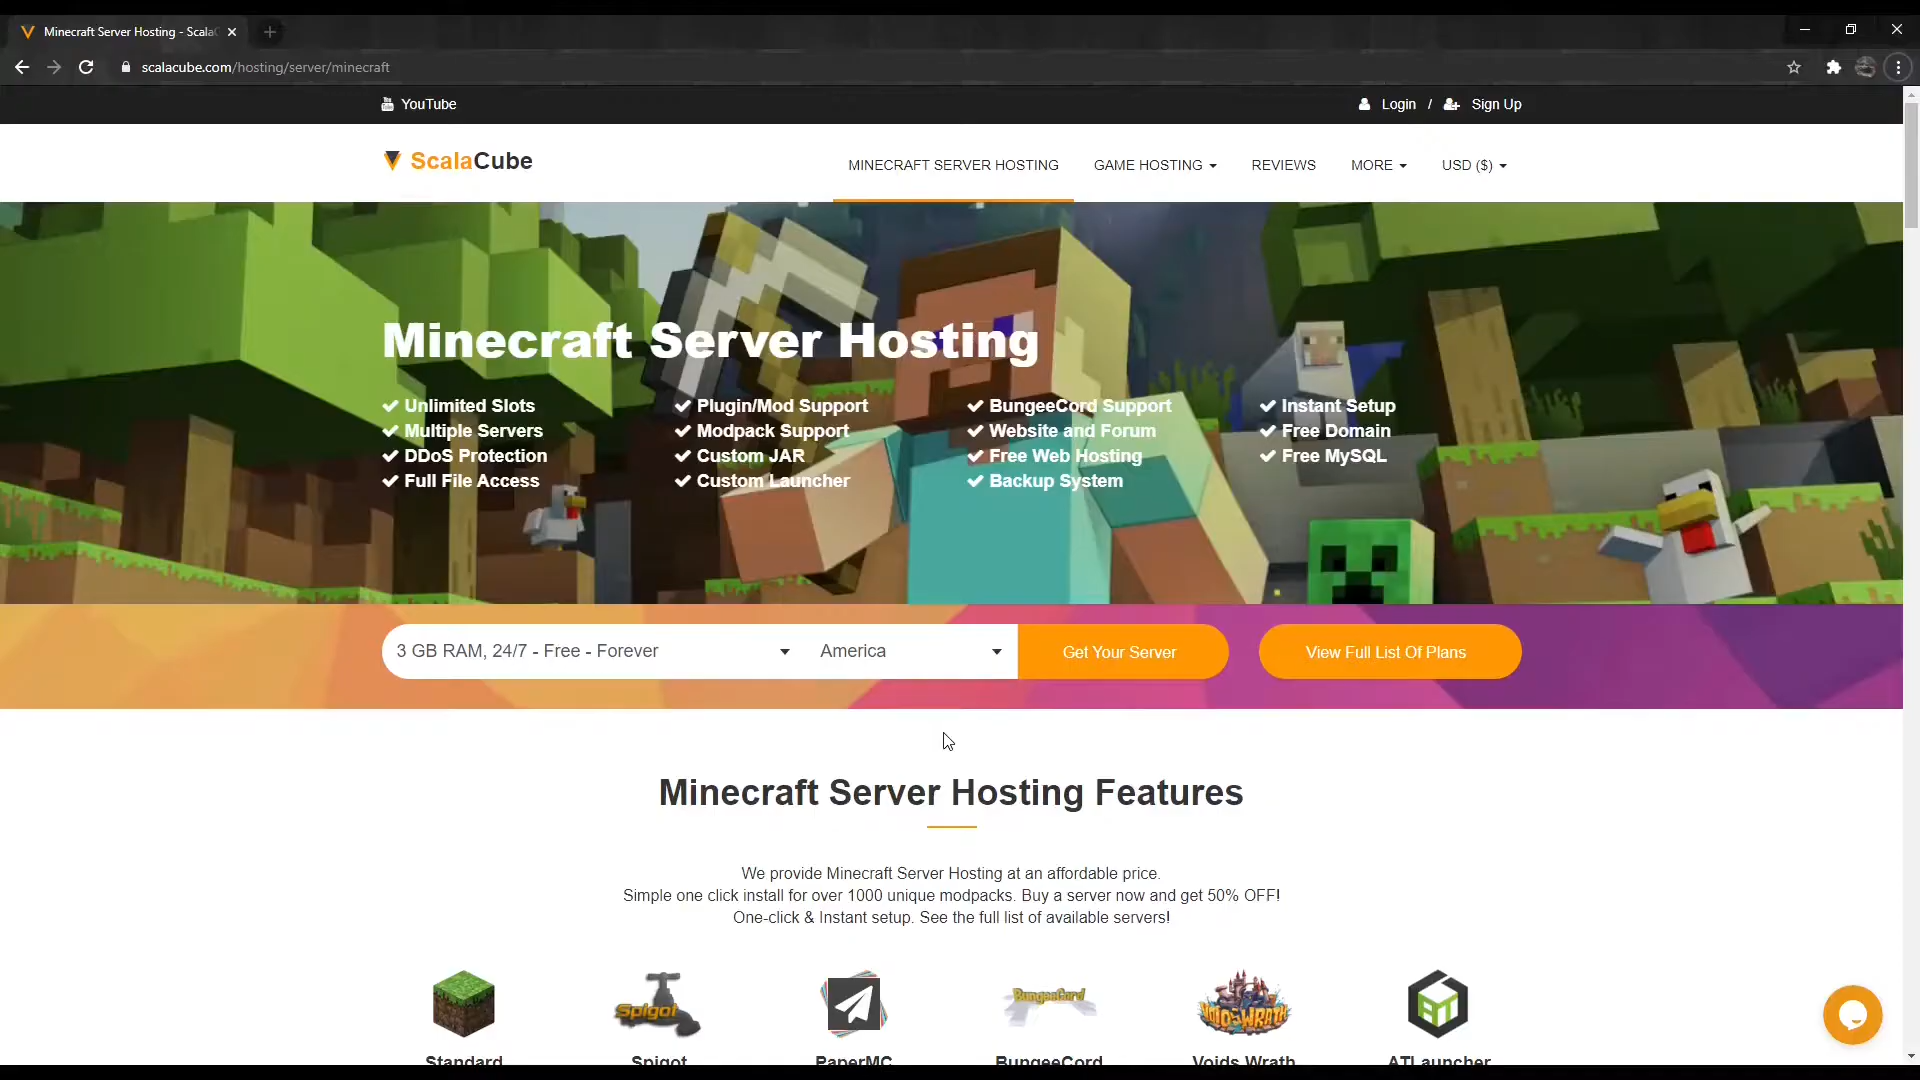 Minecraft Server Hosting - Scala
scalacube.com/hosting/server/minecraft
YouTube
Login / Sign Up
ScalaCube
MINECRAFT SERVER HOSTING GAME HOSTING REVIEWS MORE USD ($)
Minecraft Server Hosting
Unlimited Slots Plugin/Mod Support BungeeCord Support Instant Setup
Multiple Servers Modpack Support Website and Forum Free Domain
DDoS Protection Custom JAR Free Web Hosting Free MySQL
Full File Access Custom Launcher Backup System
3 GB RAM, 24/7 - Free - Forever America Get Your Server View Full List Of Plans
Minecraft Server Hosting Features
We provide Minecraft Server Hosting at an affordable price.
Simple one click install for over 1000 unique modpacks. Buy a server now and get 50% OFF!
One-click & Instant setup. See the full list of available servers!
Spigot BungeeCord VOIDS WRATH
Standard Spigot PaperMC BungeeCord Voids Wrath ATLauncher